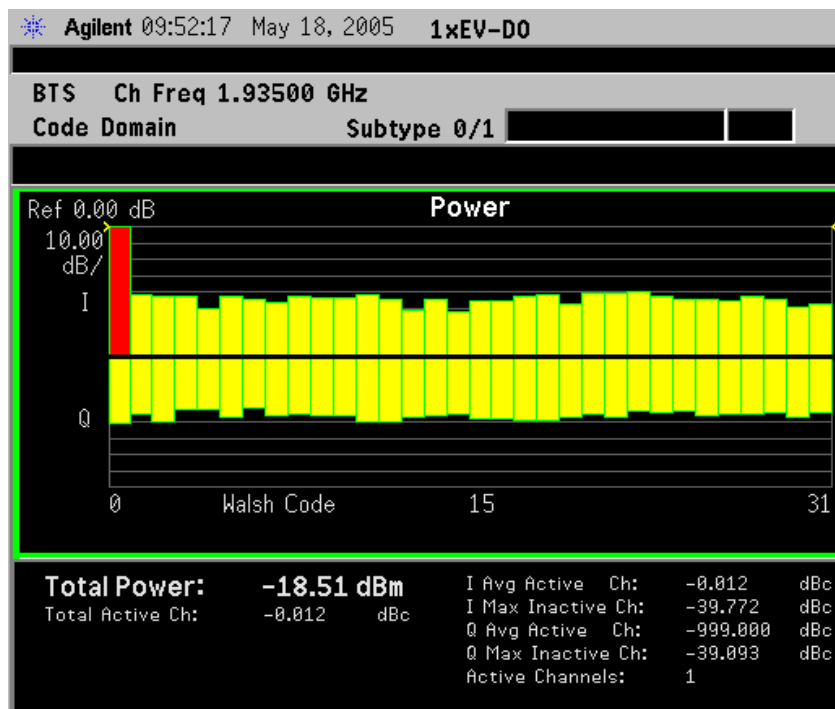 Agilent 09:52:17 May 18, 2005 1xEV-DO
BTS Ch Freq 1.93500 GHz
Code Domain Subtype 0/1
Ref 0.00 dB Power
10.00
dB/
I
Q
0 Walsh Code 15 31
Total Power: -18.51 dBm
Total Active Ch: -0.012 dBc
I Avg Active Ch: -0.012 dBc
I Max Inactive Ch: -39.772 dBc
Q Avg Active Ch: -999.000 dBc
Q Max Inactive Ch: -39.093 dBc
Active Channels: 1